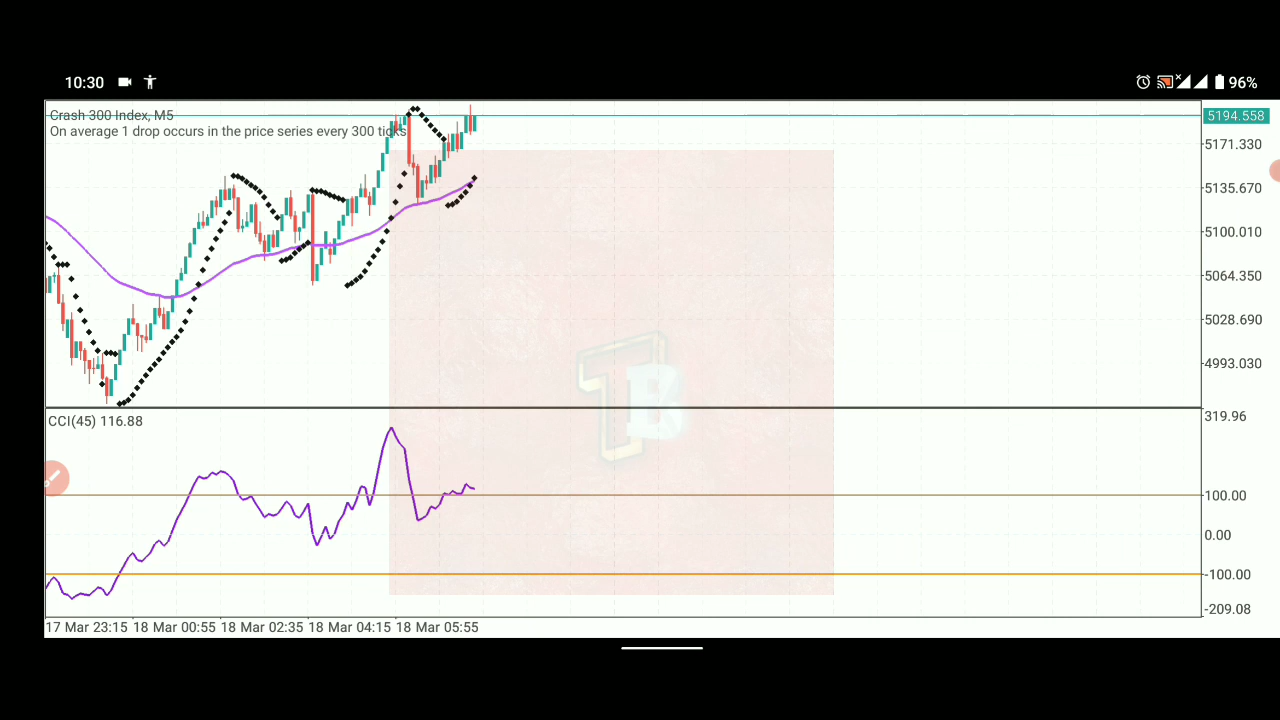 10:30
96%
Crash 300 Index, M5
On average 1 drop occurs in the price series every 300 ticks
5194.558
5171.330
5135.670
5100.010
5064.350
5028.690
4993.030
CCI(45) 116.88
319.96
100.00
0.00
-100.00
-209.08
17 Mar 23:15 18 Mar 00:55 18 Mar 02:35 18 Mar 04:15 18 Mar 05:55
TB